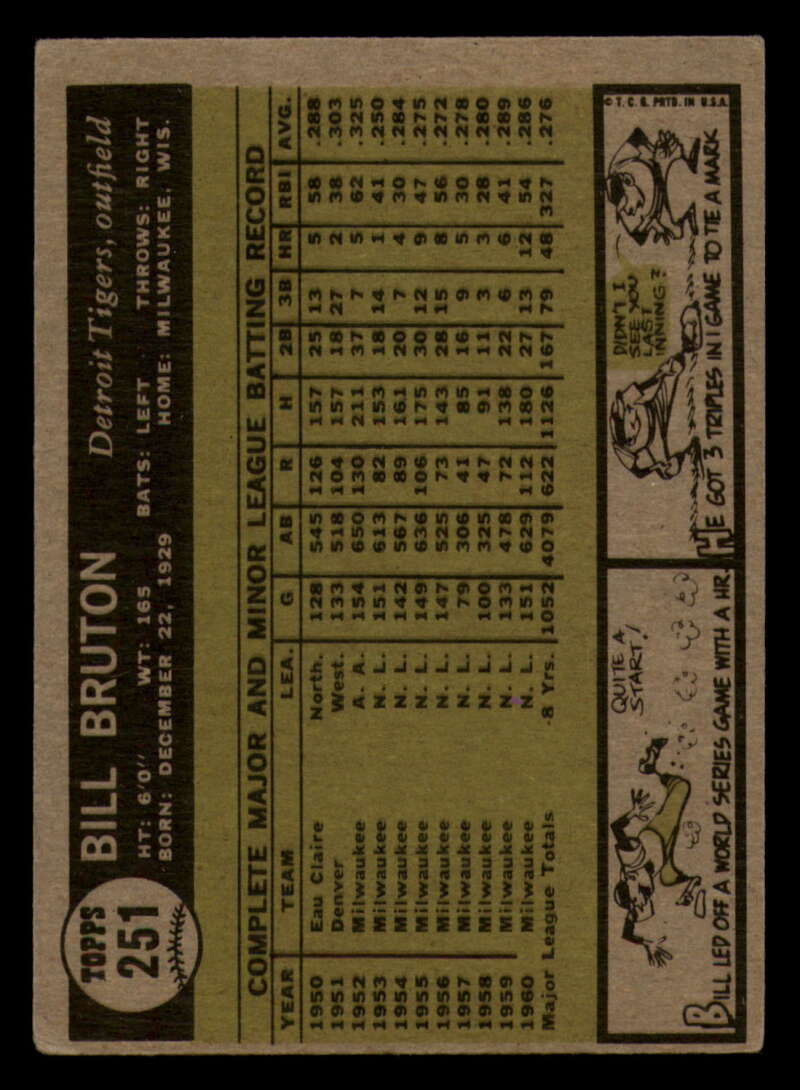 TOPPS
251
BILL BRUTON
Detroit Tigers, outfield
HT: 6'0" WT: 165 BATS: LEFT THROWS: RIGHT
BORN: DECEMBER 22, 1929 HOME: MILWAUKEE, WIS.
COMPLETE MAJOR AND MINOR LEAGUE BATTING RECORD
YEAR TEAM LEA. G AB R H 2B 3B HR RBI AVG.
1950 Eau Claire North. 128 545 126 157 25 13 5 58 .288
1951 Denver West. 133 518 104 157 18 27 2 38 .303
1952 Milwaukee A. A. 154 650 130 211 37 7 5 62 .325
1953 Milwaukee N. L. 151 613 82 153 18 14 1 41 .250
1954 Milwaukee N. L. 142 567 89 161 20 7 4 30 .284
1955 Milwaukee N. L. 149 636 106 175 30 12 9 47 .275
1956 Milwaukee N. L. 147 525 73 143 28 15 8 56 .272
1957 Milwaukee N. L. 79 306 41 85 16 9 5 30 .278
1958 Milwaukee N. L. 100 325 47 91 11 3 3 28 .280
1959 Milwaukee N. L. 133 478 72 138 22 6 6 41 .289
1960 Milwaukee N. L. 151 629 112 180 27 13 12 54 .286
Major League Totals 8 Yrs. 1052 4079 622 1126 167 79 48 327 .276
QUITE A
START!
BILL LED OFF A WORLD SERIES GAME WITH A HR.
© T. C. G. PRTD. IN U.S.A.
DIDN'T I
SEE YOU
LAST
INNING?
HE GOT 3 TRIPLES IN 1 GAME TO TIE A MARK